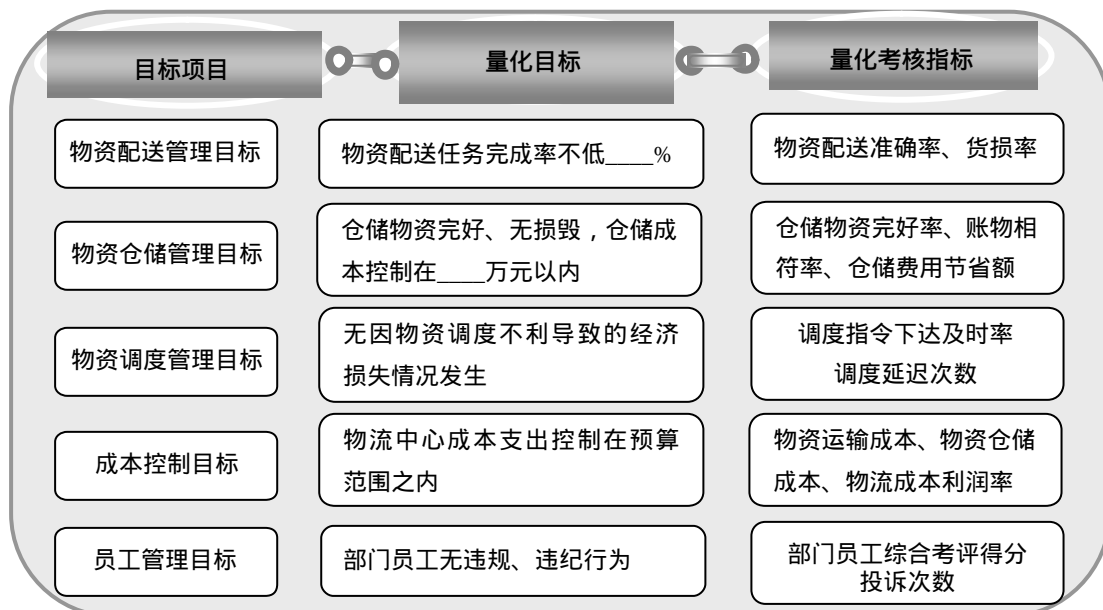 目标项目
量化目标
量化考核指标
物资配送管理目标
物资配送任务完成率不低____%
物资配送准确率、货损率
物资仓储管理目标
仓储物资完好、无损毁，仓储成
本控制在____万元以内
仓储物资完好率、账物相
符率、仓储费用节省额
物资调度管理目标
无因物资调度不利导致的经济
损失情况发生
调度指令下达及时率
调度延迟次数
成本控制目标
物流中心成本支出控制在预算
范围之内
物资运输成本、物资仓储
成本、物流成本利润率
员工管理目标
部门员工无违规、违纪行为
部门员工综合考评得分
投诉次数